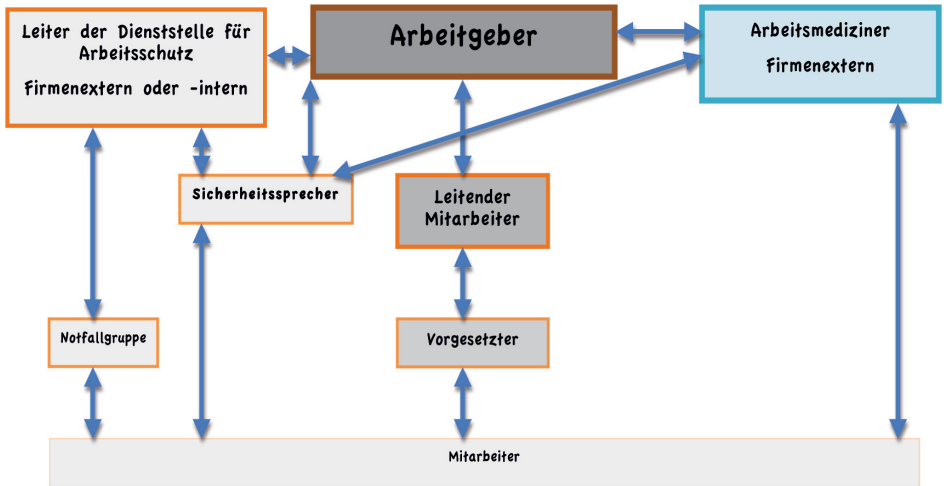 Leiter der Dienststelle für
Arbeitsschutz
Firmenextern oder -intern
Arbeitgeber
Arbeitsmediziner
Firmenextern
Sicherheitssprecher
Leitender
Mitarbeiter
Notfallgruppe
Vorgesetzter
Mitarbeiter